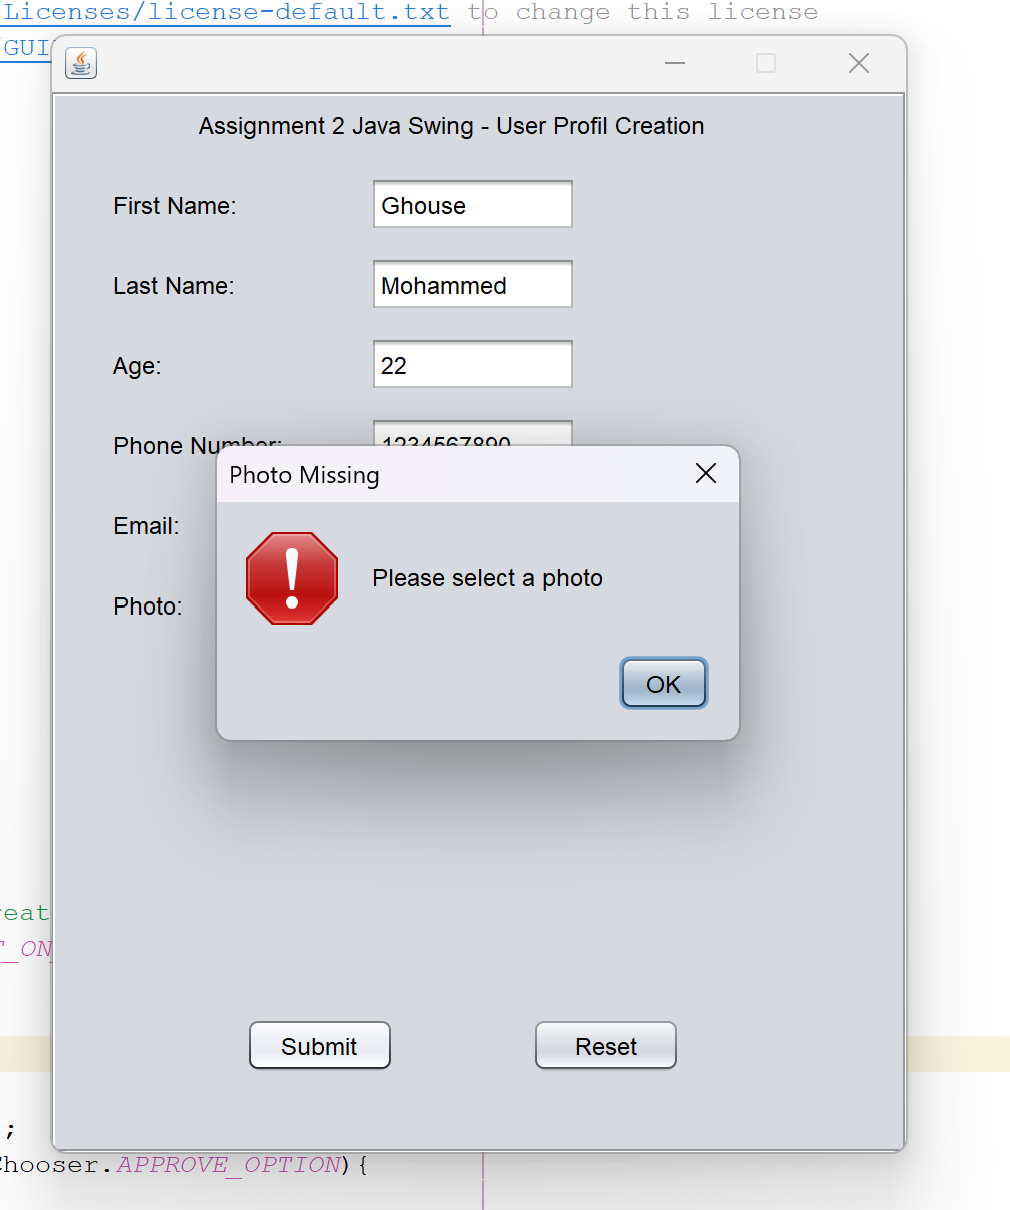 Licenses/license-default.txt to change this license
GUI
Assignment 2 Java Swing - User Profil Creation
First Name: Ghouse
Last Name: Mohammed
Age: 22
Phone Number: 1234567890
Photo Missing
Email:
Please select a photo
Photo:
OK
reat
T_ON
Submit Reset
;
Chooser.APPROVE_OPTION){